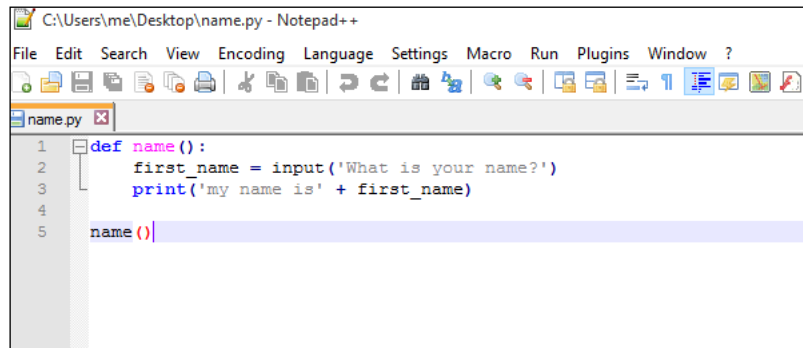 C:\Users\me\Desktop\name.py - Notepad++
File Edit Search View Encoding Language Settings Macro Run Plugins Window ?
name.py
1 def name():
2 first_name = input('What is your name?')
3 print('my name is' + first_name)
4
5 name()